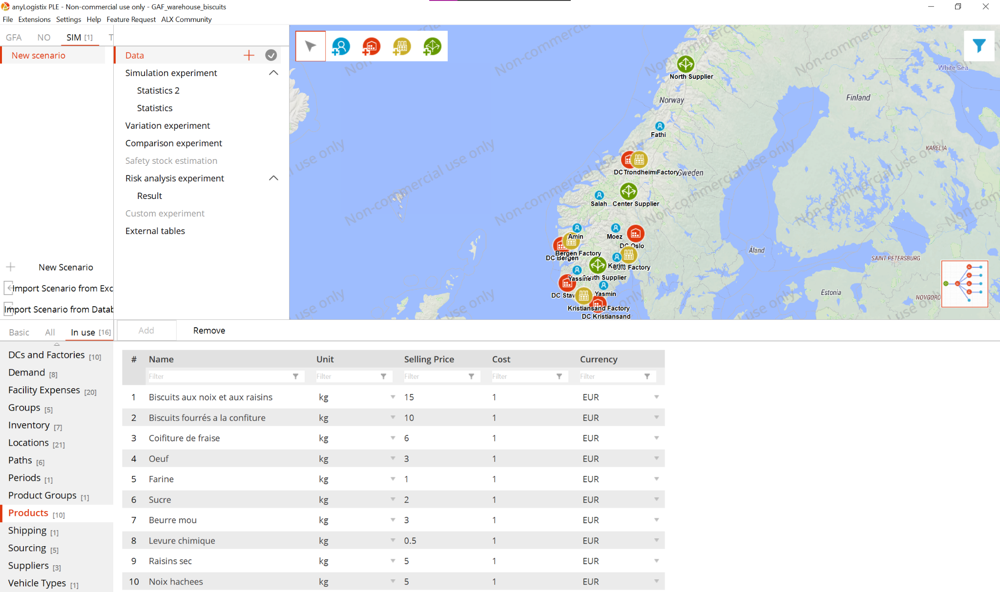 anyLogistix PLE - Non-commercial use only - GAF_warehouse_biscuits
File Extensions Settings Help Feature Request ALX Community
GFA NO SIM [1] T
New scenario
New Scenario
Import Scenario from Exc
Import Scenario from Datab
Data
Simulation experiment
Statistics 2
Statistics
Variation experiment
Comparison experiment
Safety stock estimation
Risk analysis experiment
Result
Custom experiment
External tables
Non-commercial use only
White Sea
North Supplier
Norway
Finland
Fathi
KARELIA
DC Trondheim Factory
Sweden
Salah Center Supplier
Amin
Moez
DC Oslo
Bergen Factory
DC Bergen
Åland
SAINT PETERSBURG
Karim
Factory
Yassine
uth Supplier
DC Stav
Yasmin
Estonia
NOVGORO
Kristiansand Factory
DC Kristiansand
Basic All In use [16]
Add Remove
DCs and Factories [10]
Demand [8]
Facility Expenses [20]
Groups [5]
Inventory [7]
Locations [21]
Paths [6]
Periods [1]
Product Groups [1]
Products [10]
Shipping [1]
Sourcing [5]
Suppliers [3]
Vehicle Types [1]
# Name Unit Selling Price Cost Currency
Filter Filter Filter Filter Filter
1 Biscuits aux noix et aux raisins kg 15 1 EUR
2 Biscuits fourrés a la confiture kg 10 1 EUR
3 Coifiture de fraise kg 6 1 EUR
4 Oeuf kg 3 1 EUR
5 Farine kg 1 1 EUR
6 Sucre kg 2 1 EUR
7 Beurre mou kg 3 1 EUR
8 Levure chimique kg 0.5 1 EUR
9 Raisins sec kg 5 1 EUR
10 Noix hachees kg 5 1 EUR